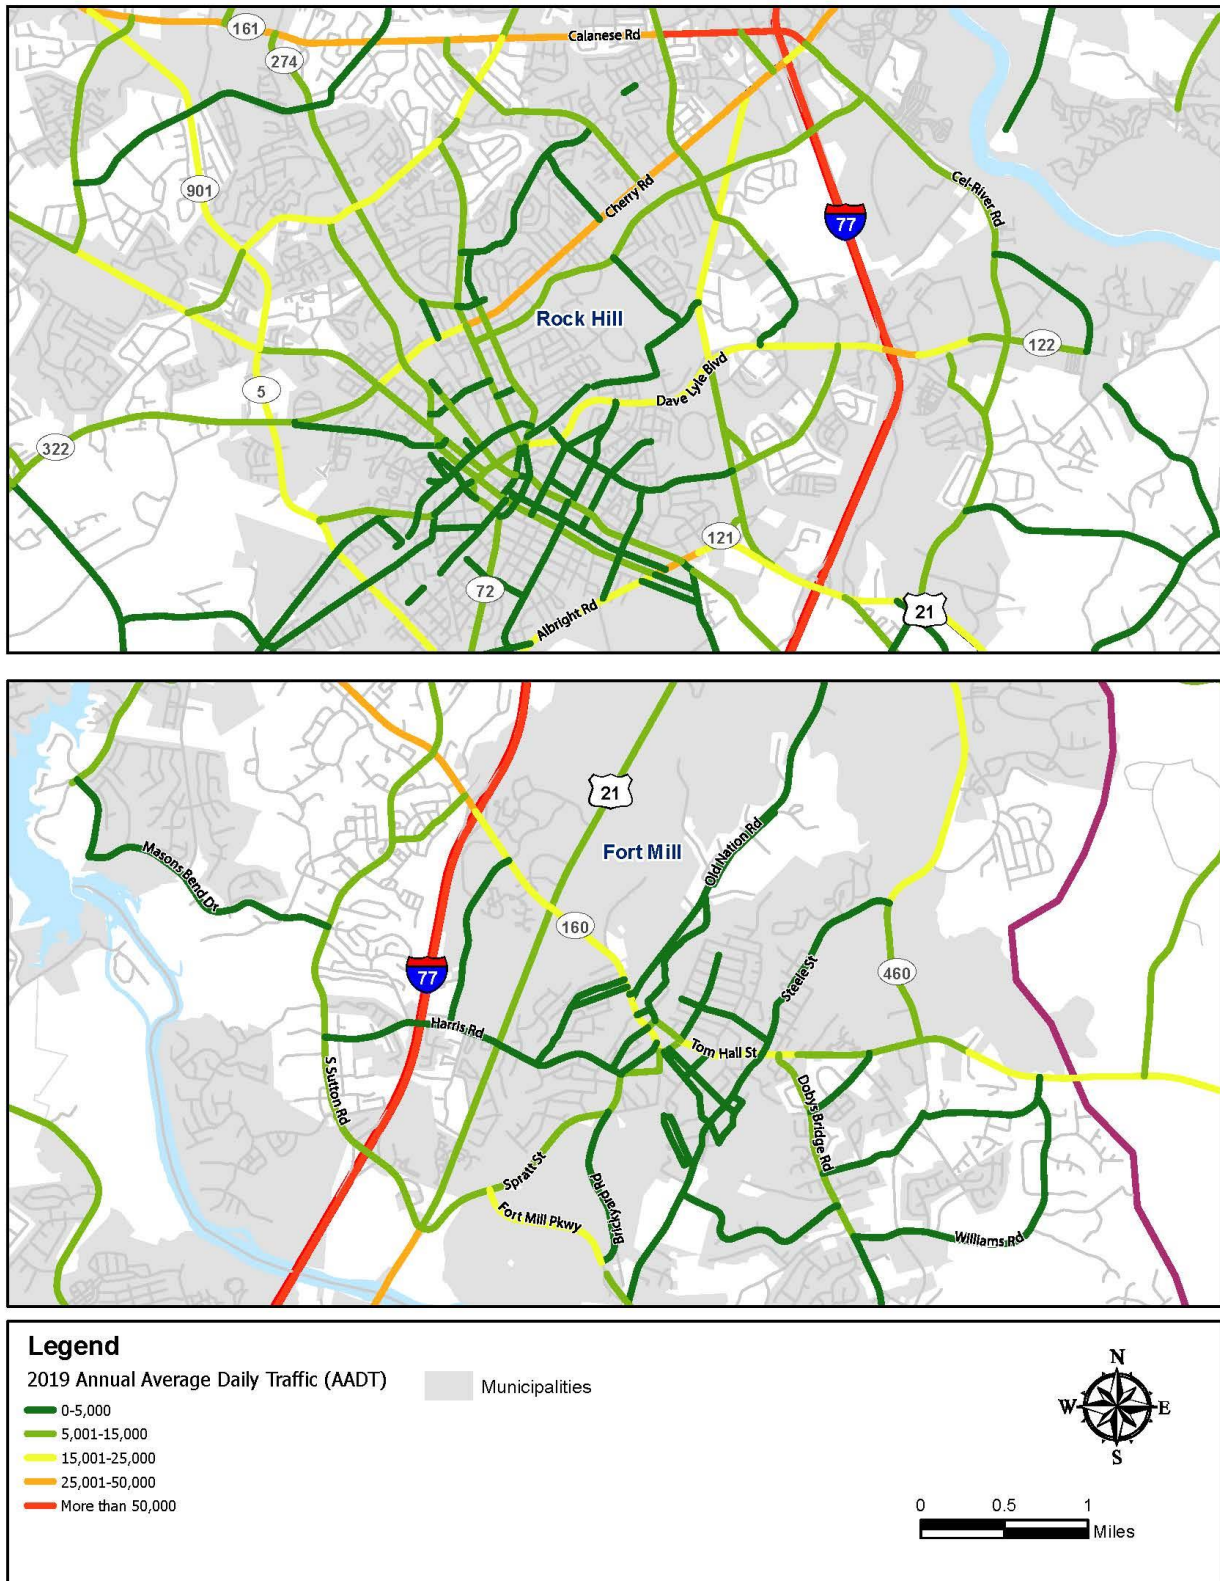 161
Calanese Rd
274
901
Cherry Rd
Cel-River Rd
77
Rock Hill
122
5
Dave Lyle Blvd
322
121
72
Albright Rd
21
21
Old Nation Rd
Fort Mill
Masons Bend Dr
160
Steele St
460
77
Harris Rd
Tom Hall St
S Sutton Rd
Dobys Bridge Rd
Spratt St
Brickyard Rd
Fort Mill Pkwy
Williams Rd
Legend
2019 Annual Average Daily Traffic (AADT)
Municipalities
0-5,000
5,001-15,000
15,001-25,000
25,001-50,000
More than 50,000
N
W E
S
0 0.5 1
Miles